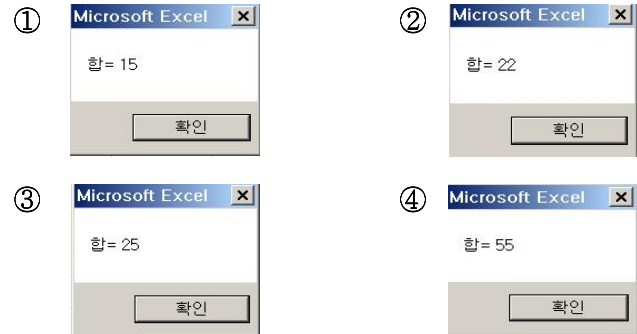 ① Microsoft Excel
합= 15
확인
② Microsoft Excel
합= 22
확인
③ Microsoft Excel
합= 25
확인
④ Microsoft Excel
합= 55
확인